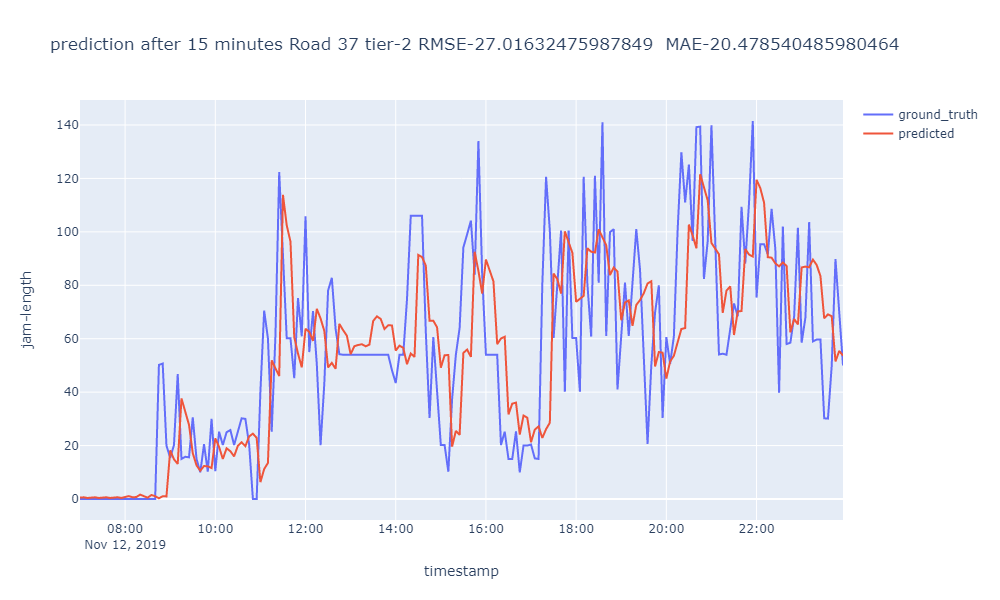 prediction after 15 minutes Road 37 tier-2 RMSE-27.01632475987849  MAE-20.478540485980464
ground_truth
predicted
140
120
100
80
60
40
20
0
jam-length
08:00 10:00 12:00 14:00 16:00 18:00 20:00 22:00
Nov 12, 2019
timestamp